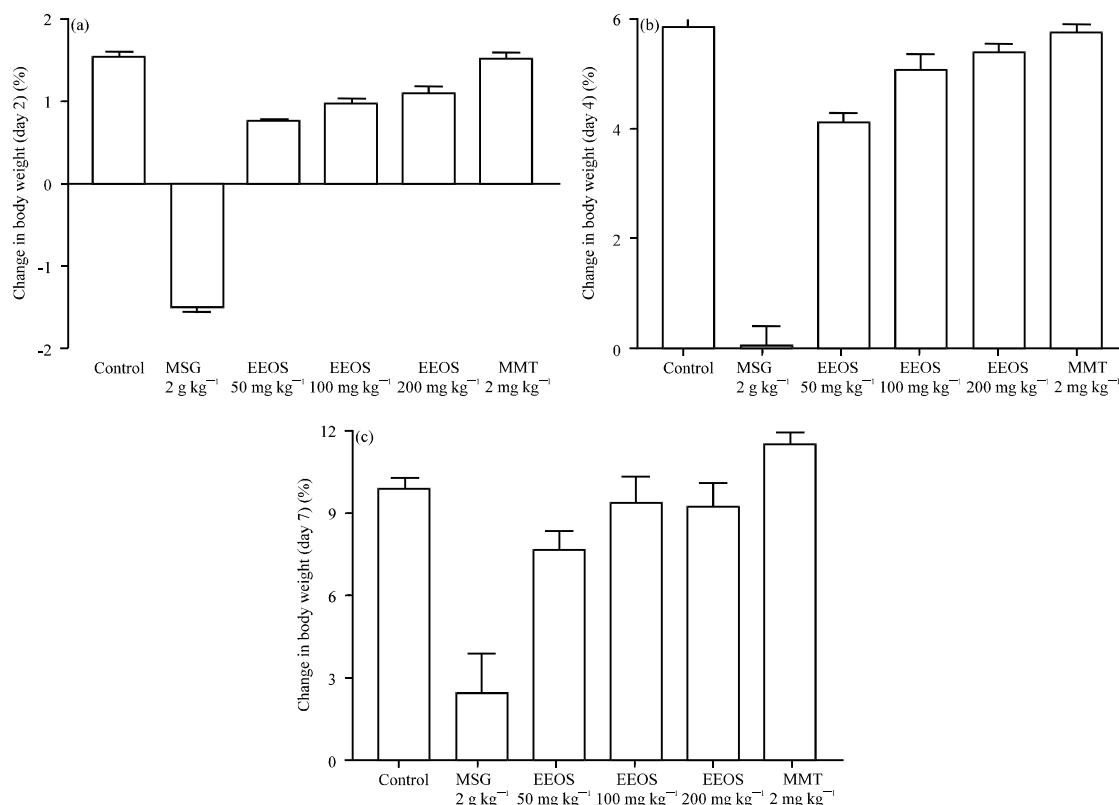 (a)
Change in body weight (day 2) (%)
2
1
0
-1
-2
Control MSG EEOS EEOS EEOS MMT
2 g kg⁻¹ 50 mg kg⁻¹ 100 mg kg⁻¹ 200 mg kg⁻¹ 2 mg kg⁻¹
(b)
Change in body weight (day 4) (%)
6
4
2
0
Control MSG EEOS EEOS EEOS MMT
2 g kg⁻¹ 50 mg kg⁻¹ 100 mg kg⁻¹ 200 mg kg⁻¹ 2 mg kg⁻¹
(c)
Change in body weight (day 7) (%)
12
9
6
3
0
Control MSG EEOS EEOS EEOS MMT
2 g kg⁻¹ 50 mg kg⁻¹ 100 mg kg⁻¹ 200 mg kg⁻¹ 2 mg kg⁻¹